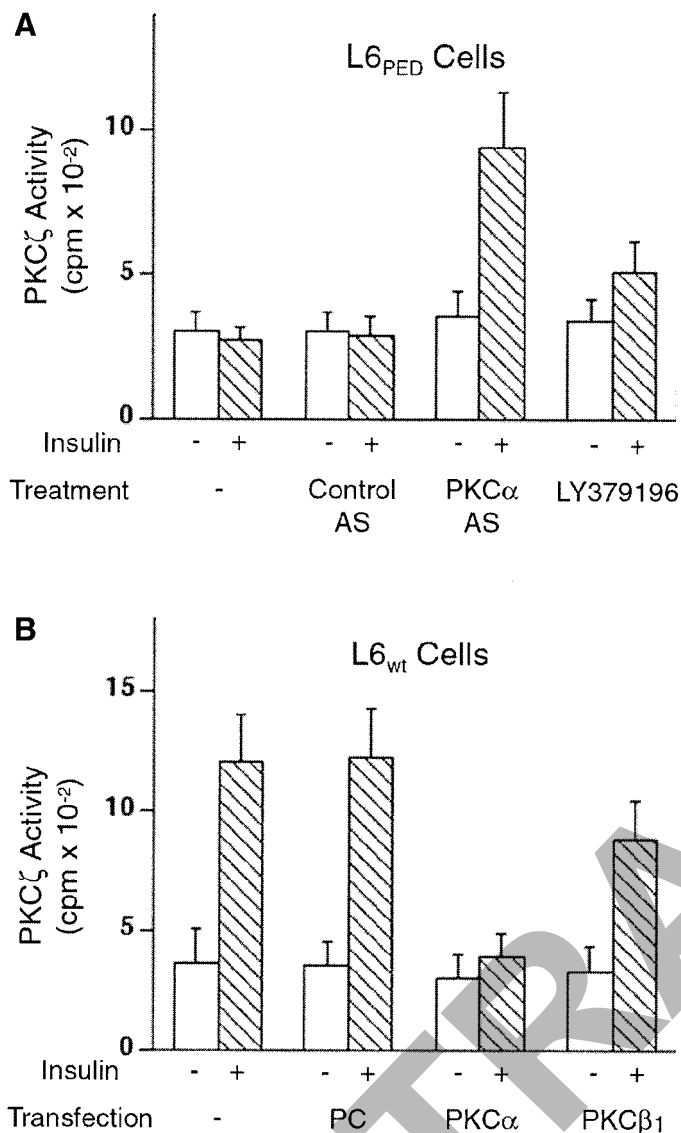 A
L6PED Cells
PKCζ Activity
(cpm x 10-2)
10
5
0
Insulin - + - + - + - +
Treatment - Control AS PKCα AS LY379196
B
L6wt Cells
PKCζ Activity
(cpm x 10-2)
15
10
5
0
Insulin - + - + - + - +
Transfection - PC PKCα PKCβ1
TRA